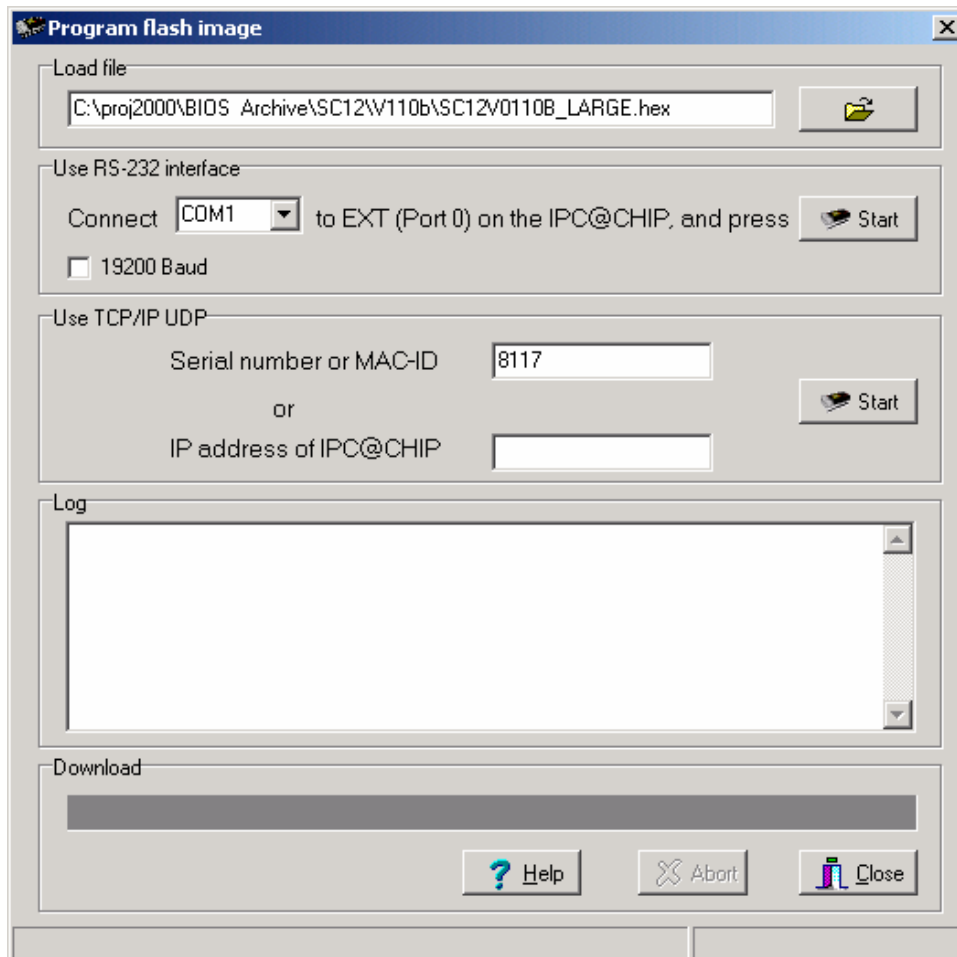 Program flash image
Load file
C:\proj2000\BIOS Archive\SC12\V110b\SC12V0110B_LARGE.hex
Use RS-232 interface
Connect COM1 to EXT (Port 0) on the IPC@CHIP, and press Start
19200 Baud
Use TCP/IP UDP
Serial number or MAC-ID 8117
Start
or
IP address of IPC@CHIP
Log
Download
Help Abort Close